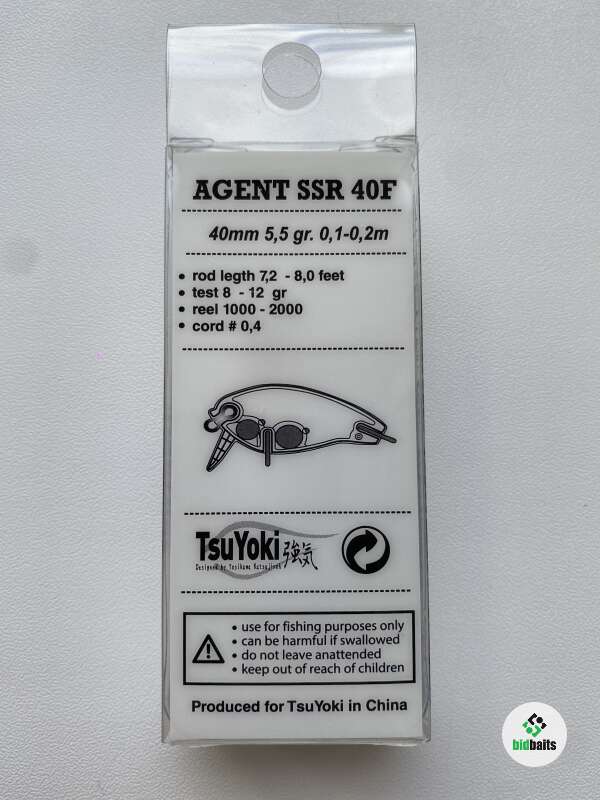 AGENT SSR 40F
40mm 5,5 gr. 0,1-0,2m
• rod legth 7,2 - 8,0 feet
• test 8 - 12 gr
• reel 1000 - 2000
• cord # 0,4
TsuYoki 強気
Designed by
• use for fishing purposes only
• can be harmful if swallowed
• do not leave anattended
• keep out of reach of children
Produced for TsuYoki in China
bidbaits